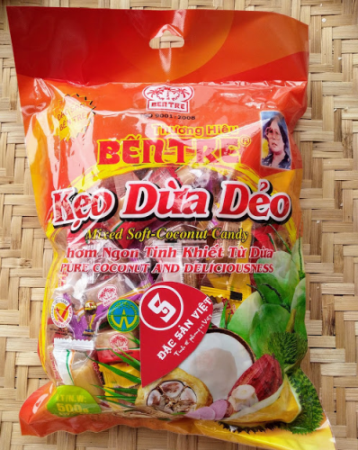 BẾN TRE
Thương Hiệu
BẾN TRE
Kẹo Dừa Dẻo
Mixed Soft-Coconut Candy
Thơm Ngon Tinh Khiết Từ Dừa
PURE COCONUT AND DELICIOUSNESS
5
ĐẶC SẢN VIỆT
500g